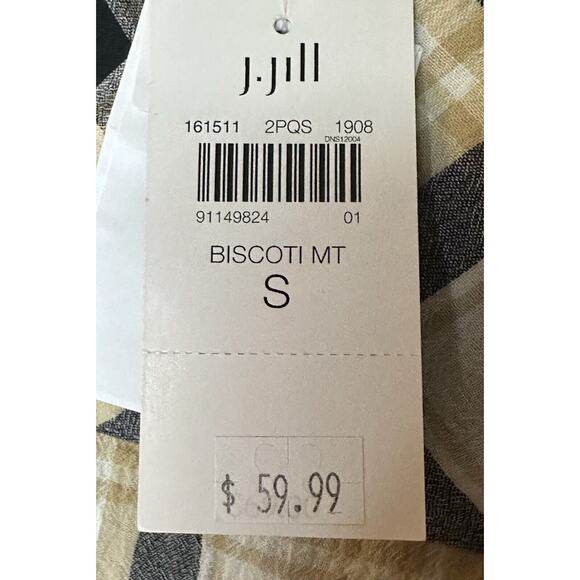 J.Jill
161511 2PQS 1908
DNS12004
91149824 01
BISCOTI MT
S
$ 59.99